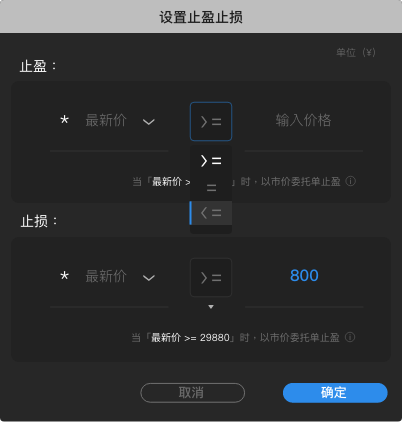 设置止盈止损
单位（¥）
止盈：
* 最新价 >= 输入价格
>=
=
<=
当「最新价 > 」时，以市价委托单止盈 ⓘ
止损：
* 最新价 >= 800
当「最新价 >= 29880」时，以市价委托单止盈 ⓘ
取消 确定